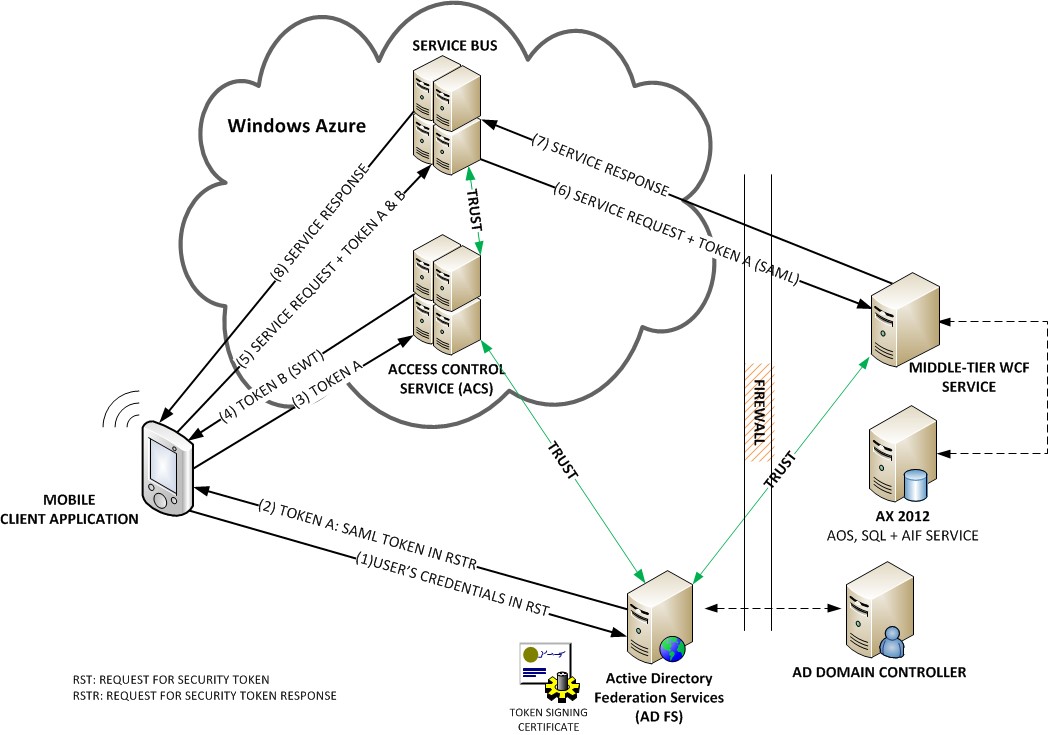 SERVICE BUS
Windows Azure
(7) SERVICE RESPONSE
(6) SERVICE REQUEST + TOKEN A (SAML)
TRUST
(8) SERVICE RESPONSE
(5) SERVICE REQUEST + TOKEN A & B
ACCESS CONTROL
SERVICE (ACS)
(4) TOKEN B (SWT)
(3) TOKEN A
MIDDLE-TIER WCF
SERVICE
FIREWALL
TRUST
TRUST
MOBILE
CLIENT APPLICATION
(2) TOKEN A: SAML TOKEN IN RSTR
(1)USER'S CREDENTIALS IN RST
AX 2012
AOS, SQL + AIF SERVICE
AD DOMAIN CONTROLLER
Active Directory
Federation Services
(AD FS)
TOKEN SIGNING
CERTIFICATE
RST: REQUEST FOR SECURITY TOKEN
RSTR: REQUEST FOR SECURITY TOKEN RESPONSE